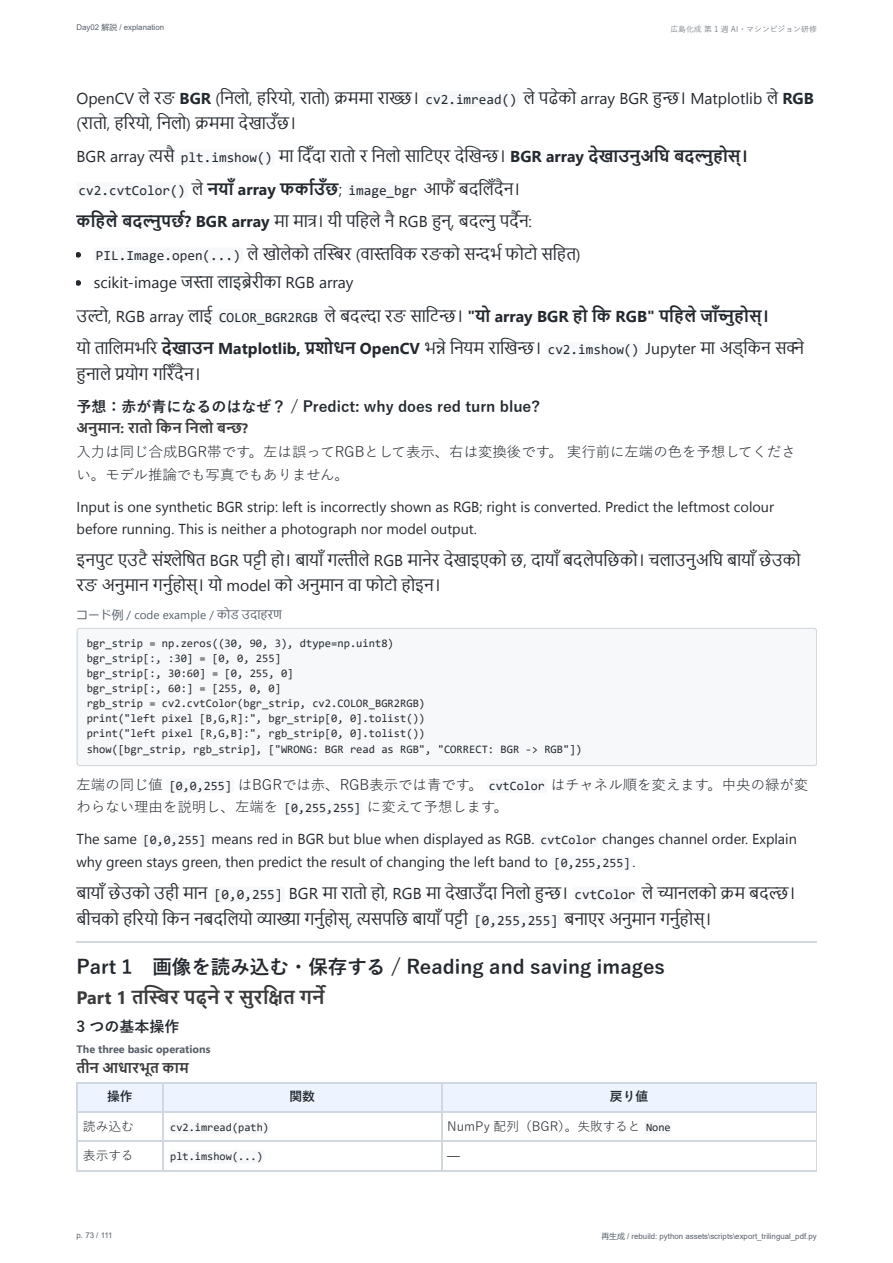 Day02 解説 / explanation
広島化成 第 1 週 AI・マシンビジョン研修
OpenCV ले रङ BGR (निलो, हरियो, रातो) क्रममा राख्छ। cv2.imread() ले पढेको array BGR हुन्छ। Matplotlib ले RGB
(रातो, हरियो, निलो) क्रममा देखाउँछ।
BGR array त्यसै plt.imshow() मा दिँदा रातो र निलो साटिएर देखिन्छ। BGR array देखाउनुअघि बदल्नुहोस्।
cv2.cvtColor() ले नयाँ array फर्काउँछ; image_bgr आफैं बदलिँदैन।
कहिले बदल्नुपर्छ? BGR array मा मात्र। यी पहिले नै RGB हुन्, बदल्नु पर्दैन:
• PIL.Image.open(...) ले खोलेको तस्बिर (वास्तविक रङको सन्दर्भ फोटो सहित)
• scikit-image जस्ता लाइब्रेरीका RGB array
उल्टो, RGB array लाई COLOR_BGR2RGB ले बदल्दा रङ साटिन्छ। "यो array BGR हो कि RGB" पहिले जाँच्नुहोस्।
यो तालिमभरि देखाउन Matplotlib, प्रशोधन OpenCV भन्ने नियम राखिन्छ। cv2.imshow() Jupyter मा अड्किन सक्ने
हुनाले प्रयोग गरिँदैन।
予想：赤が青になるのはなぜ？ / Predict: why does red turn blue?
अनुमान: रातो किन निलो बन्छ?
入力は同じ合成BGR帯です。左は誤ってRGBとして表示、右は変換後です。 実行前に左端の色を予想してくださ
い。モデル推論でも写真でもありません。
Input is one synthetic BGR strip: left is incorrectly shown as RGB; right is converted. Predict the leftmost colour
before running. This is neither a photograph nor model output.
इनपुट एउटै संश्लेषित BGR पट्टी हो। बायाँ गल्तीले RGB मानेर देखाइएको छ, दायाँ बदलेपछिको। चलाउनुअघि बायाँ छेउको
रङ अनुमान गर्नुहोस्। यो model को अनुमान वा फोटो होइन।
コード例 / code example / कोड उदाहरण
bgr_strip = np.zeros((30, 90, 3), dtype=np.uint8)
bgr_strip[:, :30] = [0, 0, 255]
bgr_strip[:, 30:60] = [0, 255, 0]
bgr_strip[:, 60:] = [255, 0, 0]
rgb_strip = cv2.cvtColor(bgr_strip, cv2.COLOR_BGR2RGB)
print("left pixel [B,G,R]:", bgr_strip[0, 0].tolist())
print("left pixel [R,G,B]:", rgb_strip[0, 0].tolist())
show([bgr_strip, rgb_strip], ["WRONG: BGR read as RGB", "CORRECT: BGR -> RGB"])
左端の同じ値 [0,0,255] はBGRでは赤、RGB表示では青です。 cvtColor はチャネル順を変えます。中央の緑が変
わらない理由を説明し、左端を [0,255,255] に変えて予想します。
The same [0,0,255] means red in BGR but blue when displayed as RGB. cvtColor changes channel order. Explain
why green stays green, then predict the result of changing the left band to [0,255,255].
बायाँ छेउको उही मान [0,0,255] BGR मा रातो हो, RGB मा देखाउँदा निलो हुन्छ। cvtColor ले च्यानलको क्रम बदल्छ।
बीचको हरियो किन नबदलियो व्याख्या गर्नुहोस्, त्यसपछि बायाँ पट्टी [0,255,255] बनाएर अनुमान गर्नुहोस्।
Part 1 画像を読み込む・保存する / Reading and saving images
Part 1 तस्बिर पढ्ने र सुरक्षित गर्ने
3 つの基本操作
The three basic operations
तीन आधारभूत काम
操作 関数 戻り値
読み込む cv2.imread(path) NumPy 配列（BGR）。失敗すると None
表示する plt.imshow(...) —
p. 73 / 111
再生成 / rebuild: python assets\scripts\export_trilingual_pdf.py